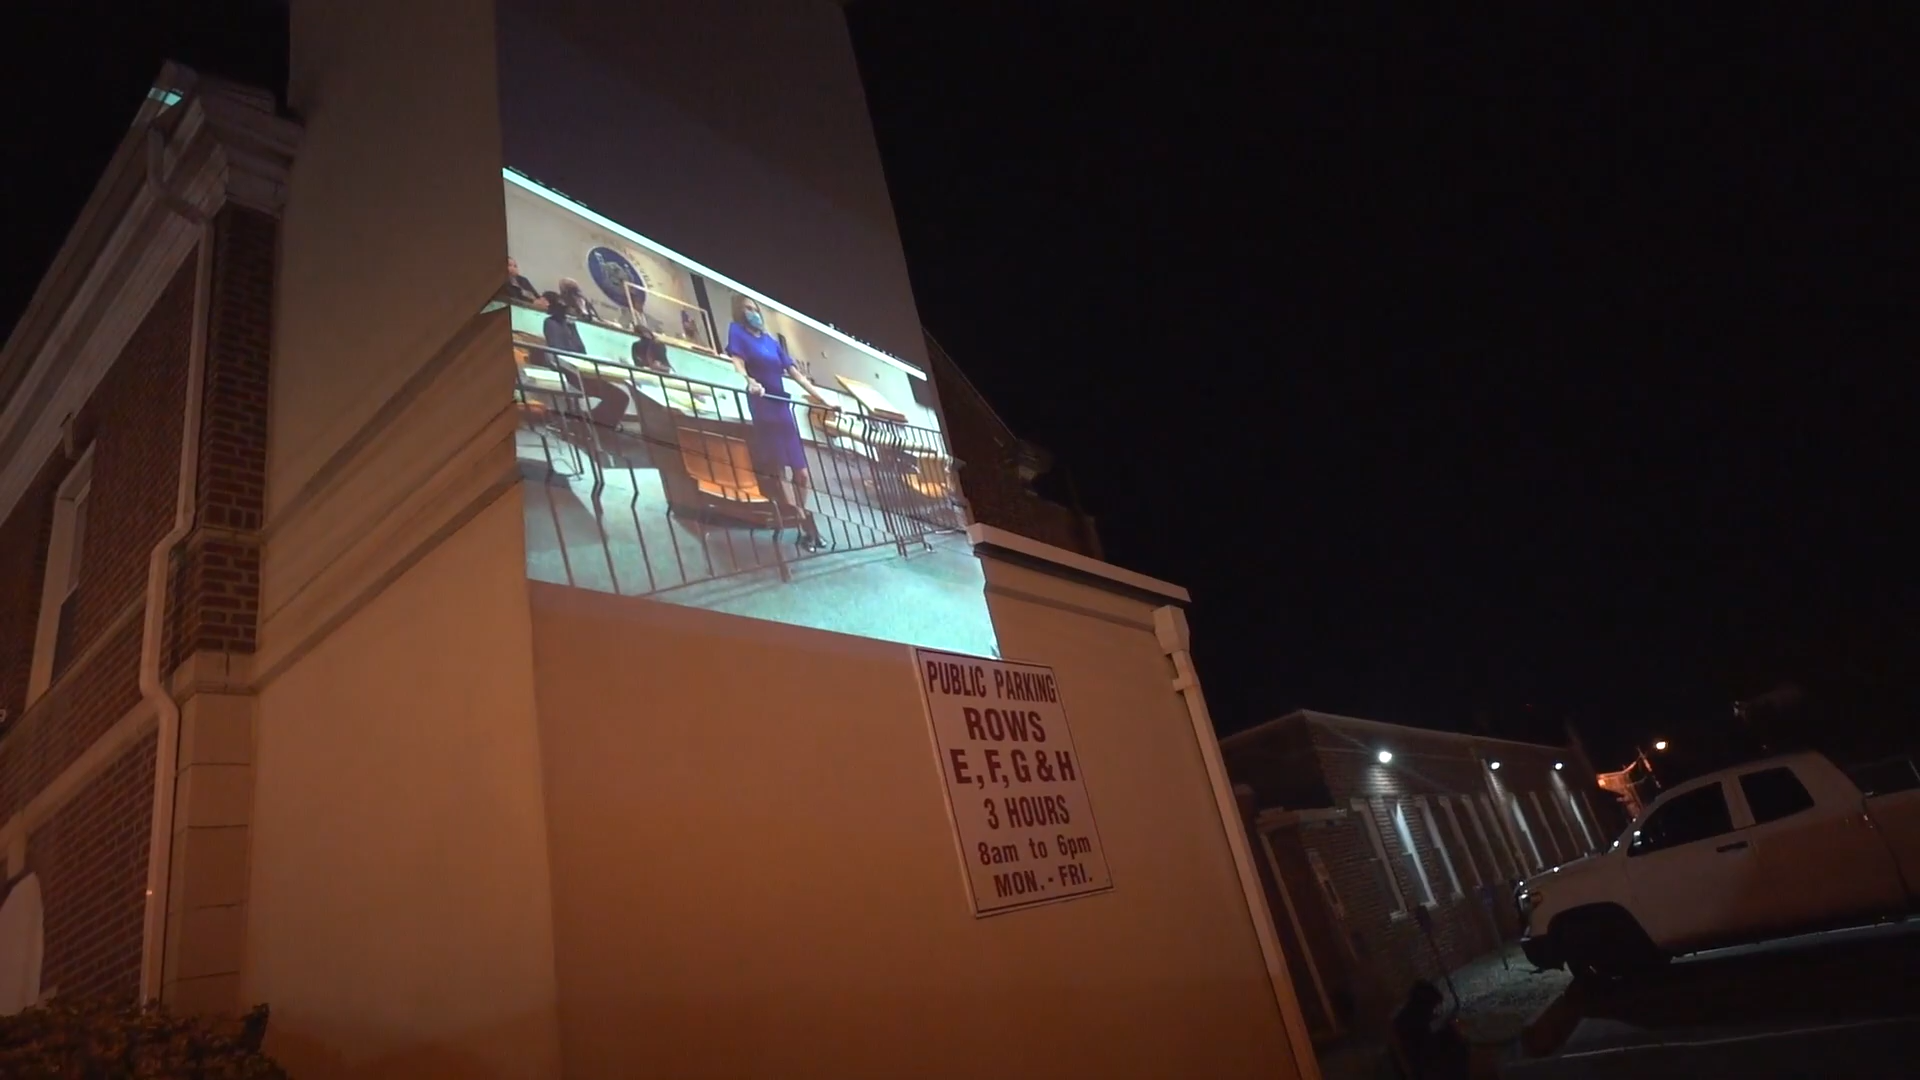 PUBLIC PARKING
ROWS
E, F, G & H
3 HOURS
8am to 6pm
MON. - FRI.